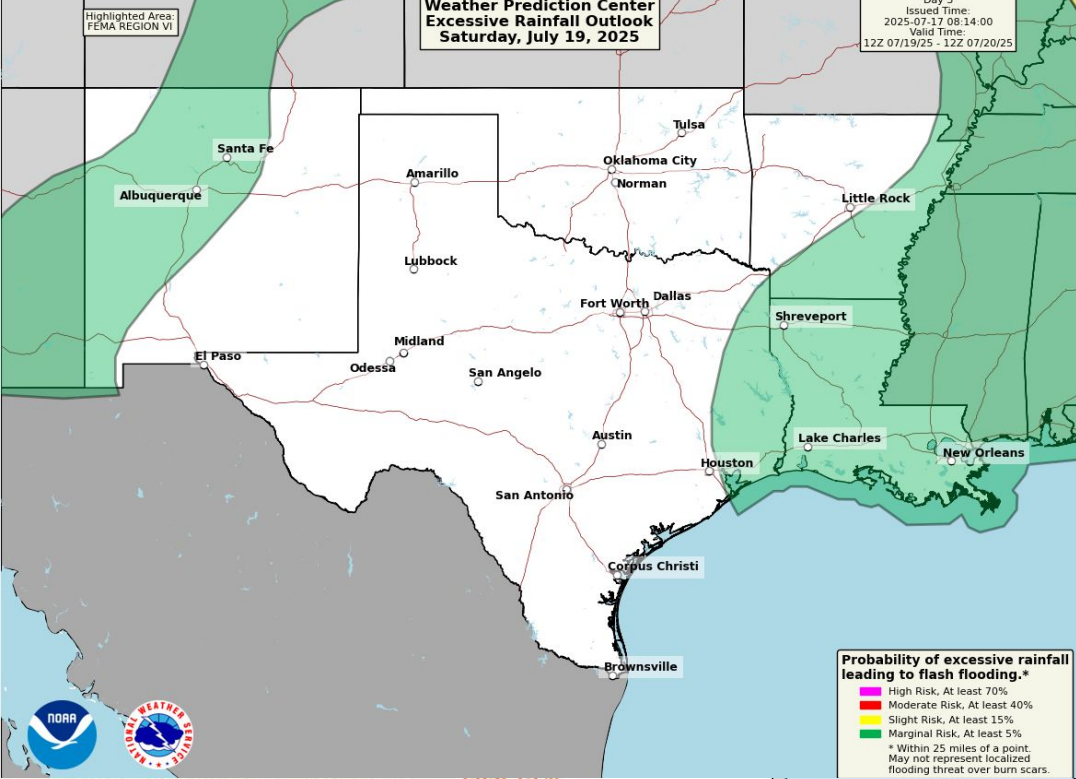 Weather Prediction Center
Excessive Rainfall Outlook
Saturday, July 19, 2025
Highlighted Area:
FEMA REGION VI
Issued Time:
2025-07-17 08:14:00
Valid Time:
12Z 07/19/25 - 12Z 07/20/25
Tulsa
Santa Fe
Oklahoma City
Amarillo
Norman
Albuquerque
Little Rock
Lubbock
Dallas
Fort Worth
Shreveport
Midland
El Paso
Odessa
San Angelo
Austin
Lake Charles
New Orleans
Houston
San Antonio
Corpus Christi
Brownsville
Probability of excessive rainfall
leading to flash flooding.*
High Risk, At least 70%
Moderate Risk, At least 40%
Slight Risk, At least 15%
Marginal Risk, At least 5%
* Within 25 miles of a point.
May not represent localized
flooding threat over burn scars.
NOAA
NATIONAL WEATHER SERVICE